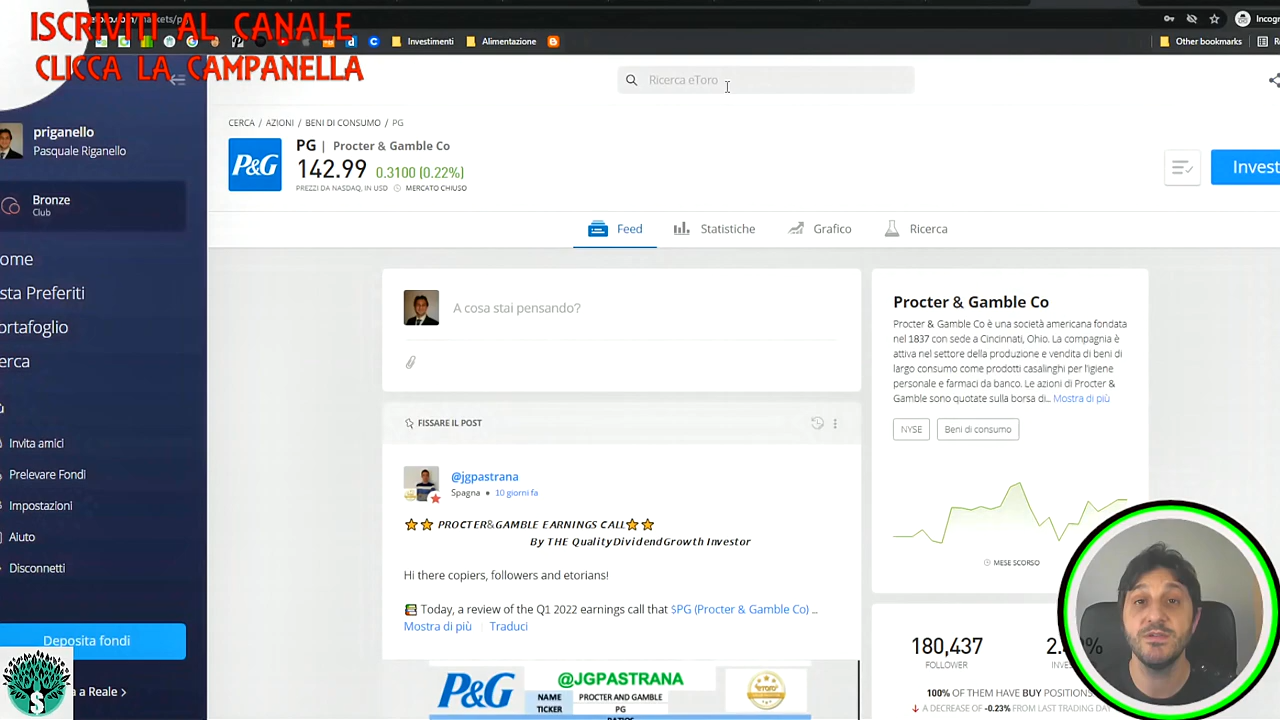 ISCRIVITI AL CANALE
CLICCA LA CAMPANELLA
Investimenti
Alimentazione
Other bookmarks
Ricerca eToro
priganello
Pasquale Riganello
Bronze
Club
ome
sta Preferiti
ortafoglio
erca
ù
Invita amici
Prelevare Fondi
Impostazioni
Aiuto
Disconnetti
Deposita fondi
a a Reale >
CERCA / AZIONI / BENI DI CONSUMO / PG
P&G
PG | Procter & Gamble Co
142.99 0.3100 (0.22%)
PREZZI DA NASDAQ, IN USD MERCATO CHIUSO
Invest
Feed
Statistiche
Grafico
Ricerca
A cosa stai pensando?
FISSARE IL POST
@jgpastrana
Spagna • 10 giorni fa
PROCTER&GAMBLE EARNINGS CALL
By THE QualityDividendGrowth Investor
Hi there copiers, followers and etorians!
Today, a review of the Q1 2022 earnings call that $PG (Procter & Gamble Co) ...
Mostra di più | Traduci
P&G
@JGPASTRANA
NAME PROCTER AND GAMBLE
TICKER PG
RATIOS
Procter & Gamble Co
Procter & Gamble Co è una società americana fondata
nel 1837 con sede a Cincinnati, Ohio. La compagnia è
attiva nel settore della produzione e vendita di beni di
largo consumo come prodotti casalinghi per l'igiene
personale e farmaci da banco. Le azioni di Procter &
Gamble sono quotate sulla borsa di... Mostra di più
NYSE
Beni di consumo
MESE SCORSO
180,437
FOLLOWER
100% OF THEM HAVE BUY POSITIONS
A DECREASE OF -0.23% FROM LAST TRADING DA
$